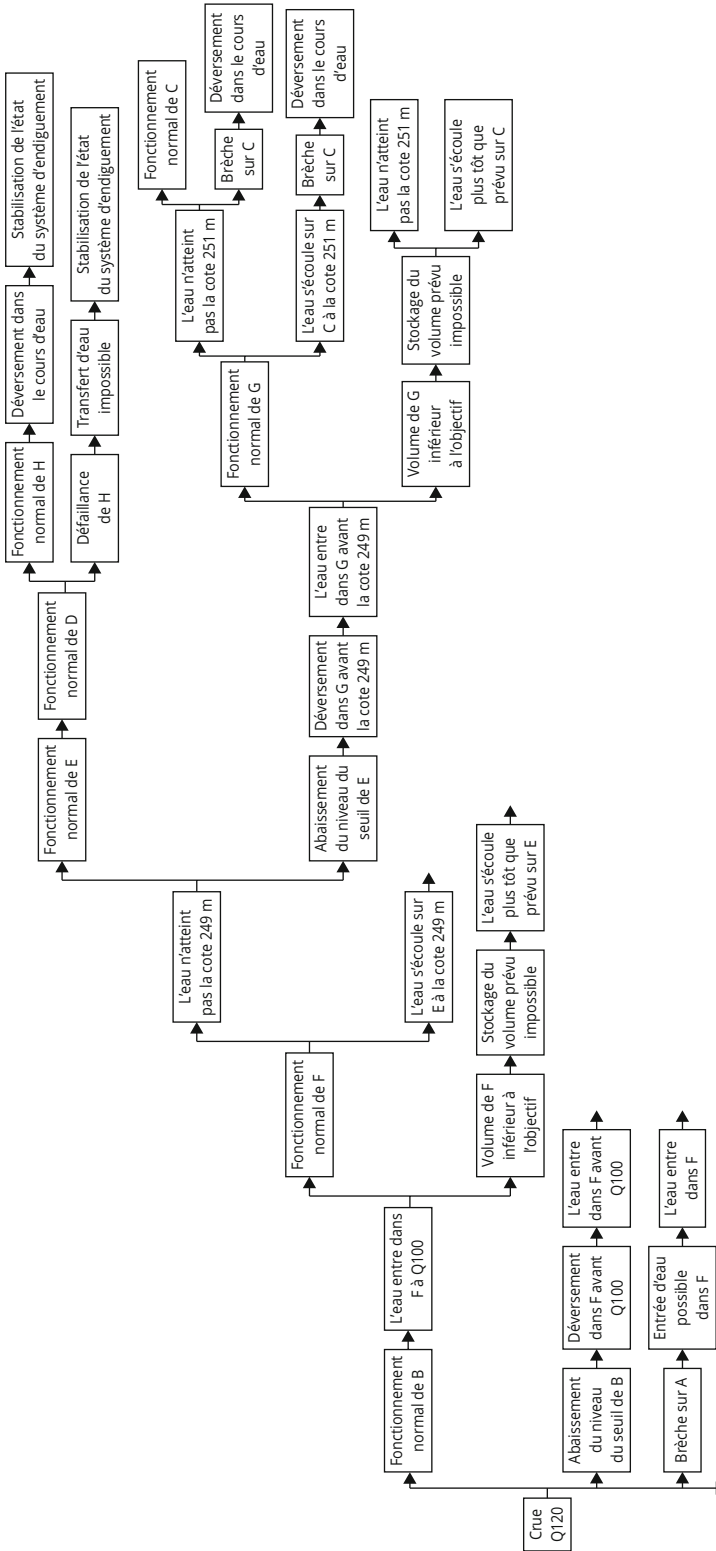 Crue
Q120
Fonctionnement
normal de B
L'eau entre dans
F à Q100
Fonctionnement
normal de F
L'eau n'atteint
pas la cote 249 m
Fonctionnement
normal de E
Fonctionnement
normal de D
Fonctionnement
normal de H
Déversement dans
le cours d'eau
Stabilisation de l'état
du système d'endiguement
Défaillance
de H
Transfert d'eau
impossible
Stabilisation de l'état
du système d'endiguement
Abaissement
du niveau du
seuil de E
Déversement
dans G avant
la cote 249 m
L'eau entre
dans G avant
la cote 249 m
Fonctionnement
normal de G
L'eau n'atteint
pas la cote 251 m
Fonctionnement
normal de C
Brèche
sur C
Déversement
dans le cours
d'eau
L'eau s'écoule sur
C à la cote 251 m
Brèche
sur C
Déversement
dans le cours
d'eau
Volume de G
inférieur
à l'objectif
Stockage du
volume prévu
impossible
L'eau n'atteint
pas la cote 251 m
L'eau s'écoule
plus tôt que
prévu sur C
L'eau s'écoule sur
E à la cote 249 m
Volume de F
inférieur à
l'objectif
Stockage du
volume prévu
impossible
L'eau s'écoule
plus tôt que
prévu sur E
Abaissement
du niveau
du seuil de B
Déversement
dans F avant
Q100
L'eau entre
dans F avant
Q100
Brèche sur A
Entrée d'eau
possible
dans F
L'eau entre
dans F